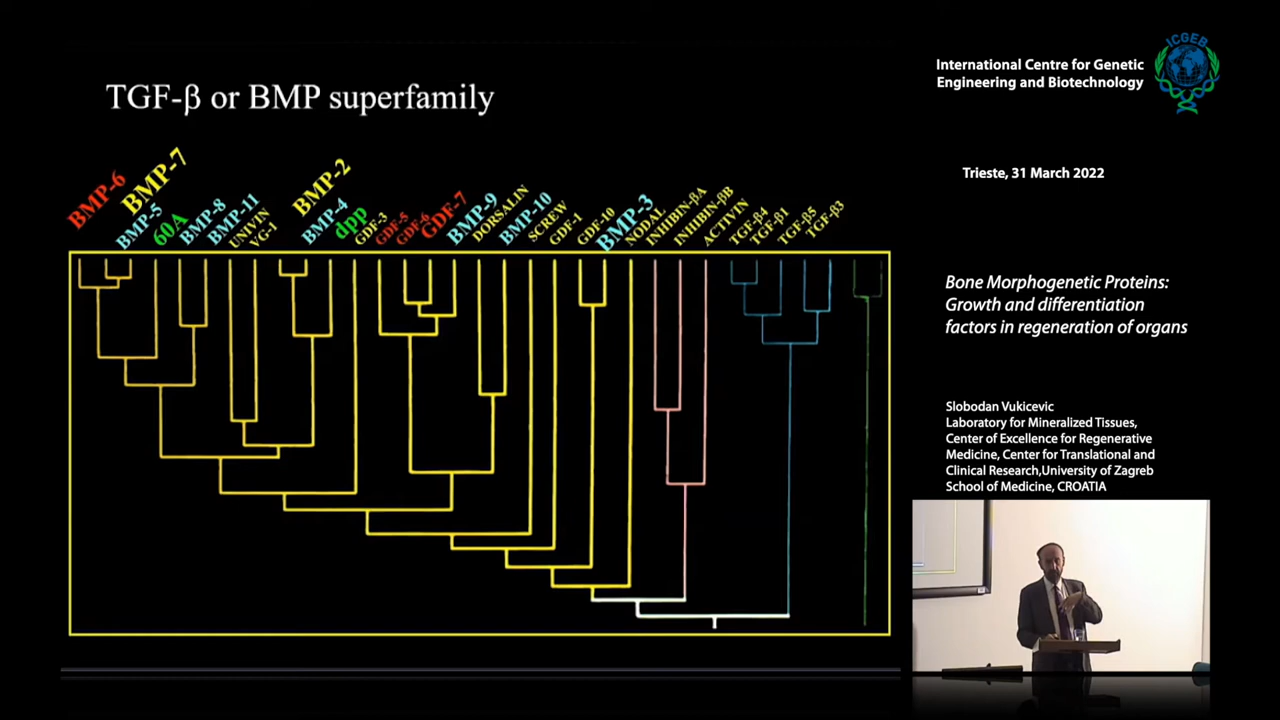 TGF-β or BMP superfamily
BMP-6
BMP-7
BMP-5
60A
BMP-8
BMP-11
UNIVIN
VG-1
BMP-2
BMP-4
dpp
GDF-3
GDF-5
GDF-6
GDF-7
BMP-9
DORSALIN
BMP-10
SCREW
GDF-1
GDF-10
BMP-3
NODAL
INHIBIN-βA
INHIBIN-βB
ACTIVIN
TGF-β4
TGF-β1
TGF-β5
TGF-β3
International Centre for Genetic
Engineering and Biotechnology
ICGEB
Trieste, 31 March 2022
Bone Morphogenetic Proteins:
Growth and differentiation
factors in regeneration of organs
Slobodan Vukicevic
Laboratory for Mineralized Tissues,
Center of Excellence for Regenerative
Medicine, Center for Translational and
Clinical Research,University of Zagreb
School of Medicine, CROATIA